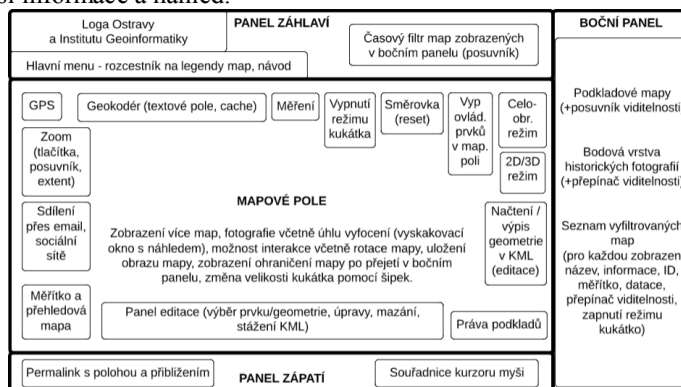 Loga Ostravy
a Institutu Geoinformatiky
PANEL ZÁHLAVÍ
Časový filtr map zobrazených
v bočním panelu (posuvník)
Hlavní menu - rozcestník na legendy map, návod
BOČNÍ PANEL
GPS
Geokodér (textové pole, cache)
Měření
Vypnutí
režimu
kukátka
Směrovka
(reset)
Vyp
ovlád.
prvků
v map.
poli
Celo-
obr.
režim
2D/3D
režim
Zoom
(tlačítka,
posuvník,
extent)
Sdílení
přes email,
sociální
sítě
Měřítko a
přehledová
mapa
MAPOVÉ POLE
Zobrazení více map, fotografie včetně úhlu vyfocení (vyskakovací
okno s náhledem), možnost interakce včetně rotace mapy, uložení
obrazu mapy, zobrazení ohraničení mapy po přejetí v bočním
panelu, změna velikosti kukátka pomocí šipek.
Načtení /
výpis
geometrie
v KML
(editace)
Panel editace (výběr prvku/geometrie, úpravy, mazání,
stážení KML)
Práva podkladů
Podkladové mapy
(+posuvník viditelnosti)
Bodová vrstva
historických fotografií
(+přepínač viditelnosti)
Seznam vyfiltrovaných
map
(pro každou
název, informace, ID,
měřítko, datace,
přepínač viditelnosti,
zapnutí režimu
kukátko)
Permalink s polohou a přiblížením
PANEL ZÁPATÍ
Souřadnice kurzoru myši